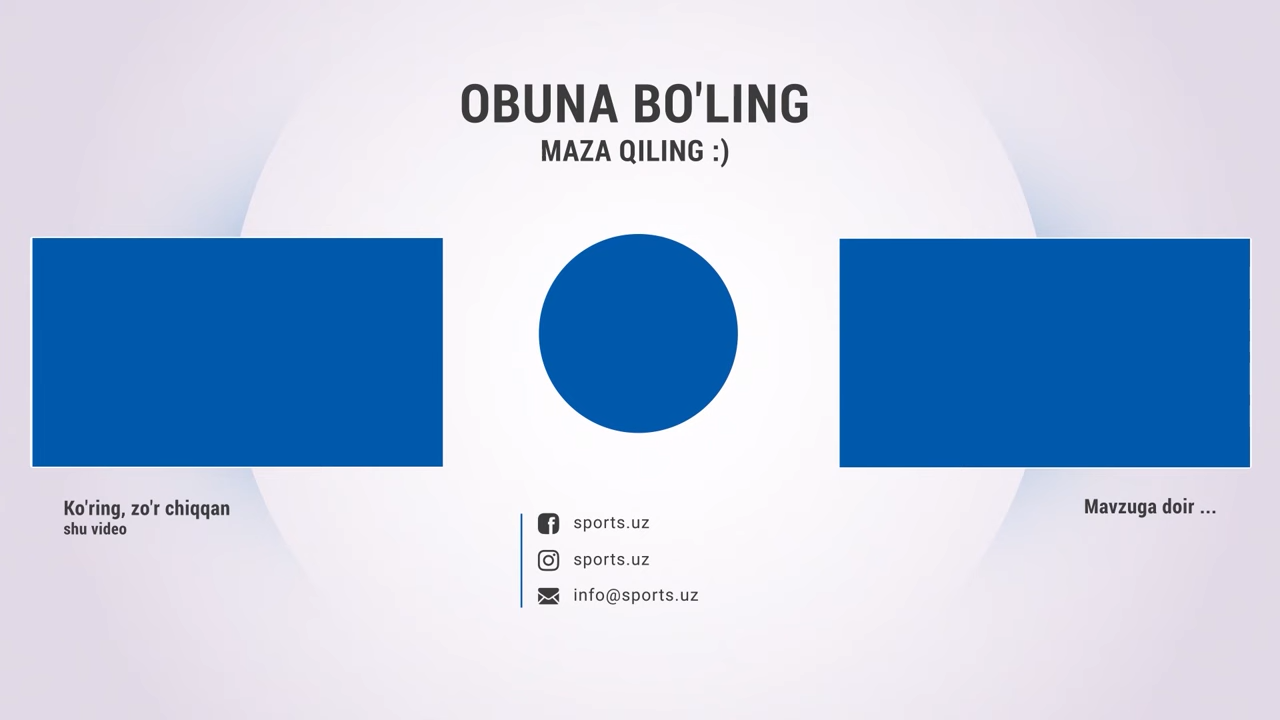 OBUNA BO'LING
MAZA QILING :)
Ko'ring, zo'r chiqqan
shu video
Mavzuga doir ...
sports.uz
sports.uz
info@sports.uz